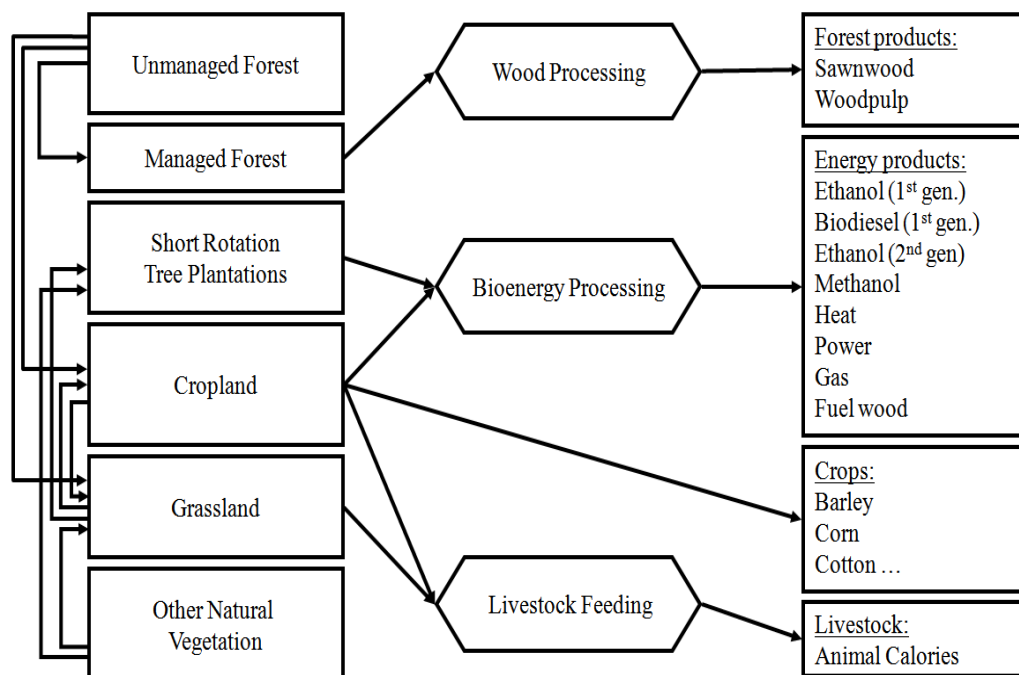 Unmanaged Forest
Managed Forest
Short Rotation
Tree Plantations
Cropland
Grassland
Other Natural
Vegetation
Wood Processing
Bioenergy Processing
Livestock Feeding
Forest products:
Sawnwood
Woodpulp
Energy products:
Ethanol (1st gen.)
Biodiesel (1st gen.)
Ethanol (2nd gen)
Methanol
Heat
Power
Gas
Fuel wood
Crops:
Barley
Corn
Cotton …
Livestock:
Animal Calories